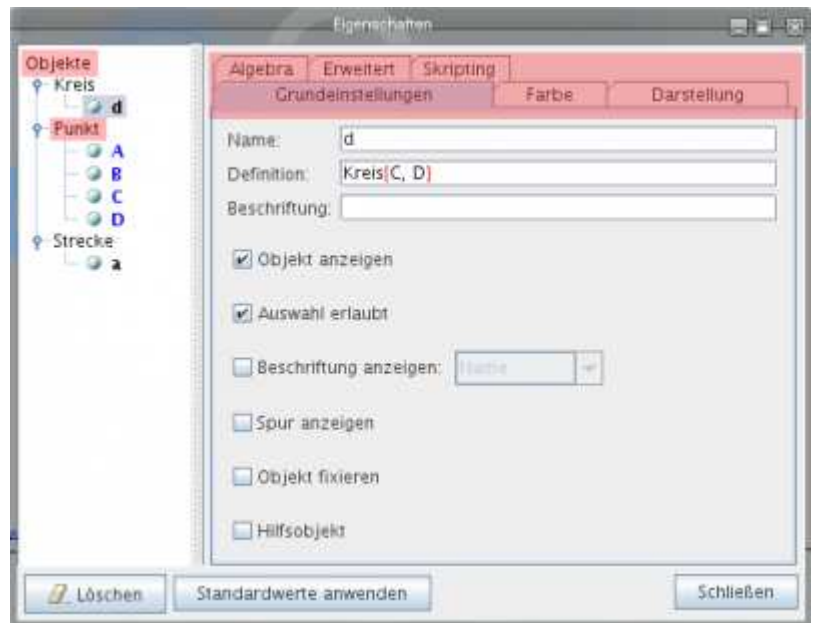 Eigenschaften
Objekte
Kreis
d
Punkt
A
B
C
D
Strecke
a
Algebra Erweitert Skripting
Grundeinstellungen Farbe Darstellung
Name: d
Definition: Kreis[C, D]
Beschriftung:
Objekt anzeigen
Auswahl erlaubt
Beschriftung anzeigen: Name
Spur anzeigen
Objekt fixieren
Hilfsobjekt
Löschen Standardwerte anwenden Schließen